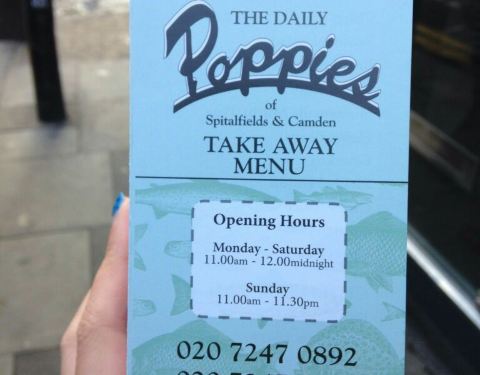 THE DAILY
Poppies
of
Spitalfields & Camden
TAKE AWAY
MENU
Opening Hours
Monday - Saturday
11.00am - 12.00midnight
Sunday
11.00am - 11.30pm
020 7247 0892